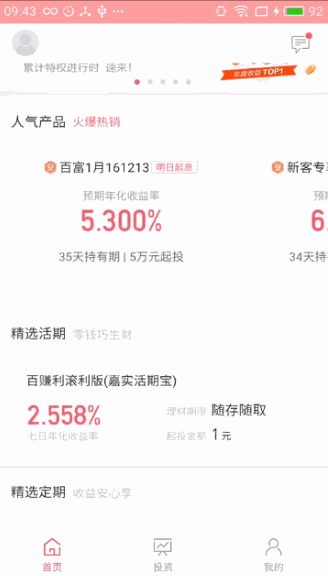 09:43 92
累计特权进行时 速来!
年度收益 TOP1
人气产品 火爆热销
百富1月161213 明日起息
新客专
预期年化收益率
预期
5.300%
6.
35天持有期 | 5万元起投
34天持
精选活期 零钱巧生财
百赚利滚利版(嘉实活期宝)
2.558% 理财期限 随存随取
七日年化收益率 起投金额 1元
精选定期 收益安心享
首页 投资 我的